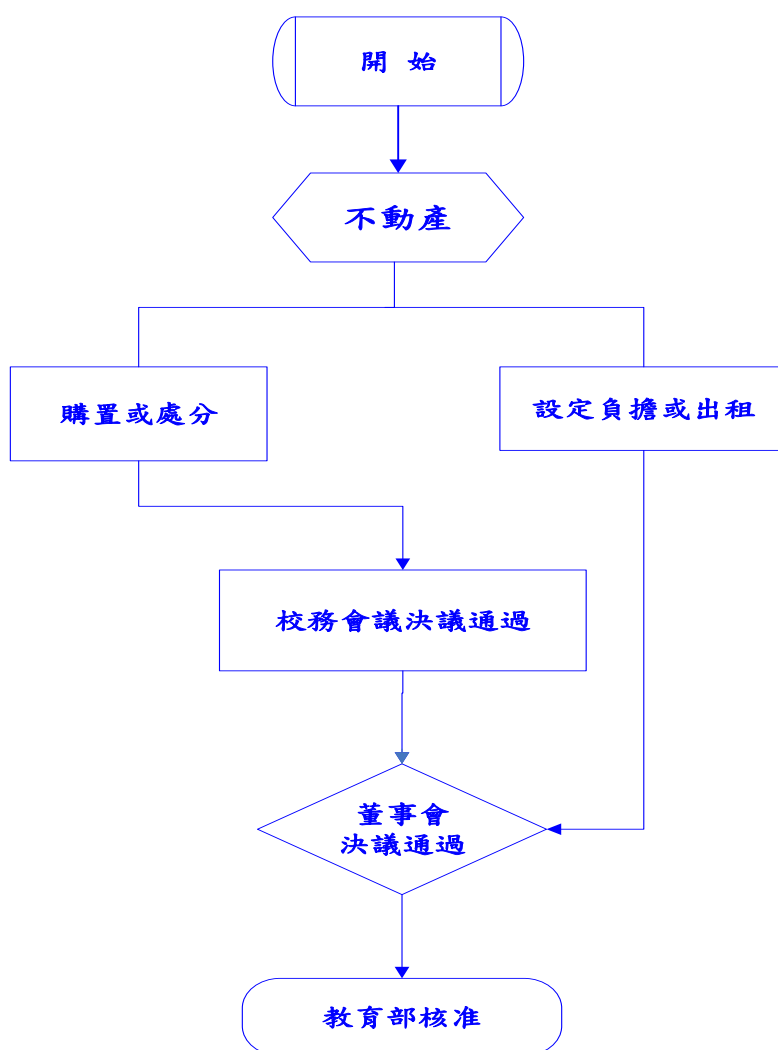 開 始
不動產
購置或處分
設定負擔或出租
校務會議決議通過
董事會
決議通過
教育部核准